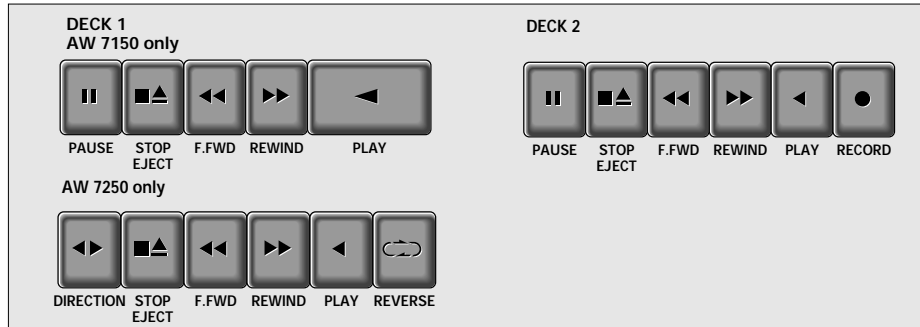 DECK 1
AW 7150 only
PAUSE STOP EJECT F.FWD REWIND PLAY
AW 7250 only
DIRECTION STOP EJECT F.FWD REWIND PLAY REVERSE
DECK 2
PAUSE STOP EJECT F.FWD REWIND PLAY RECORD